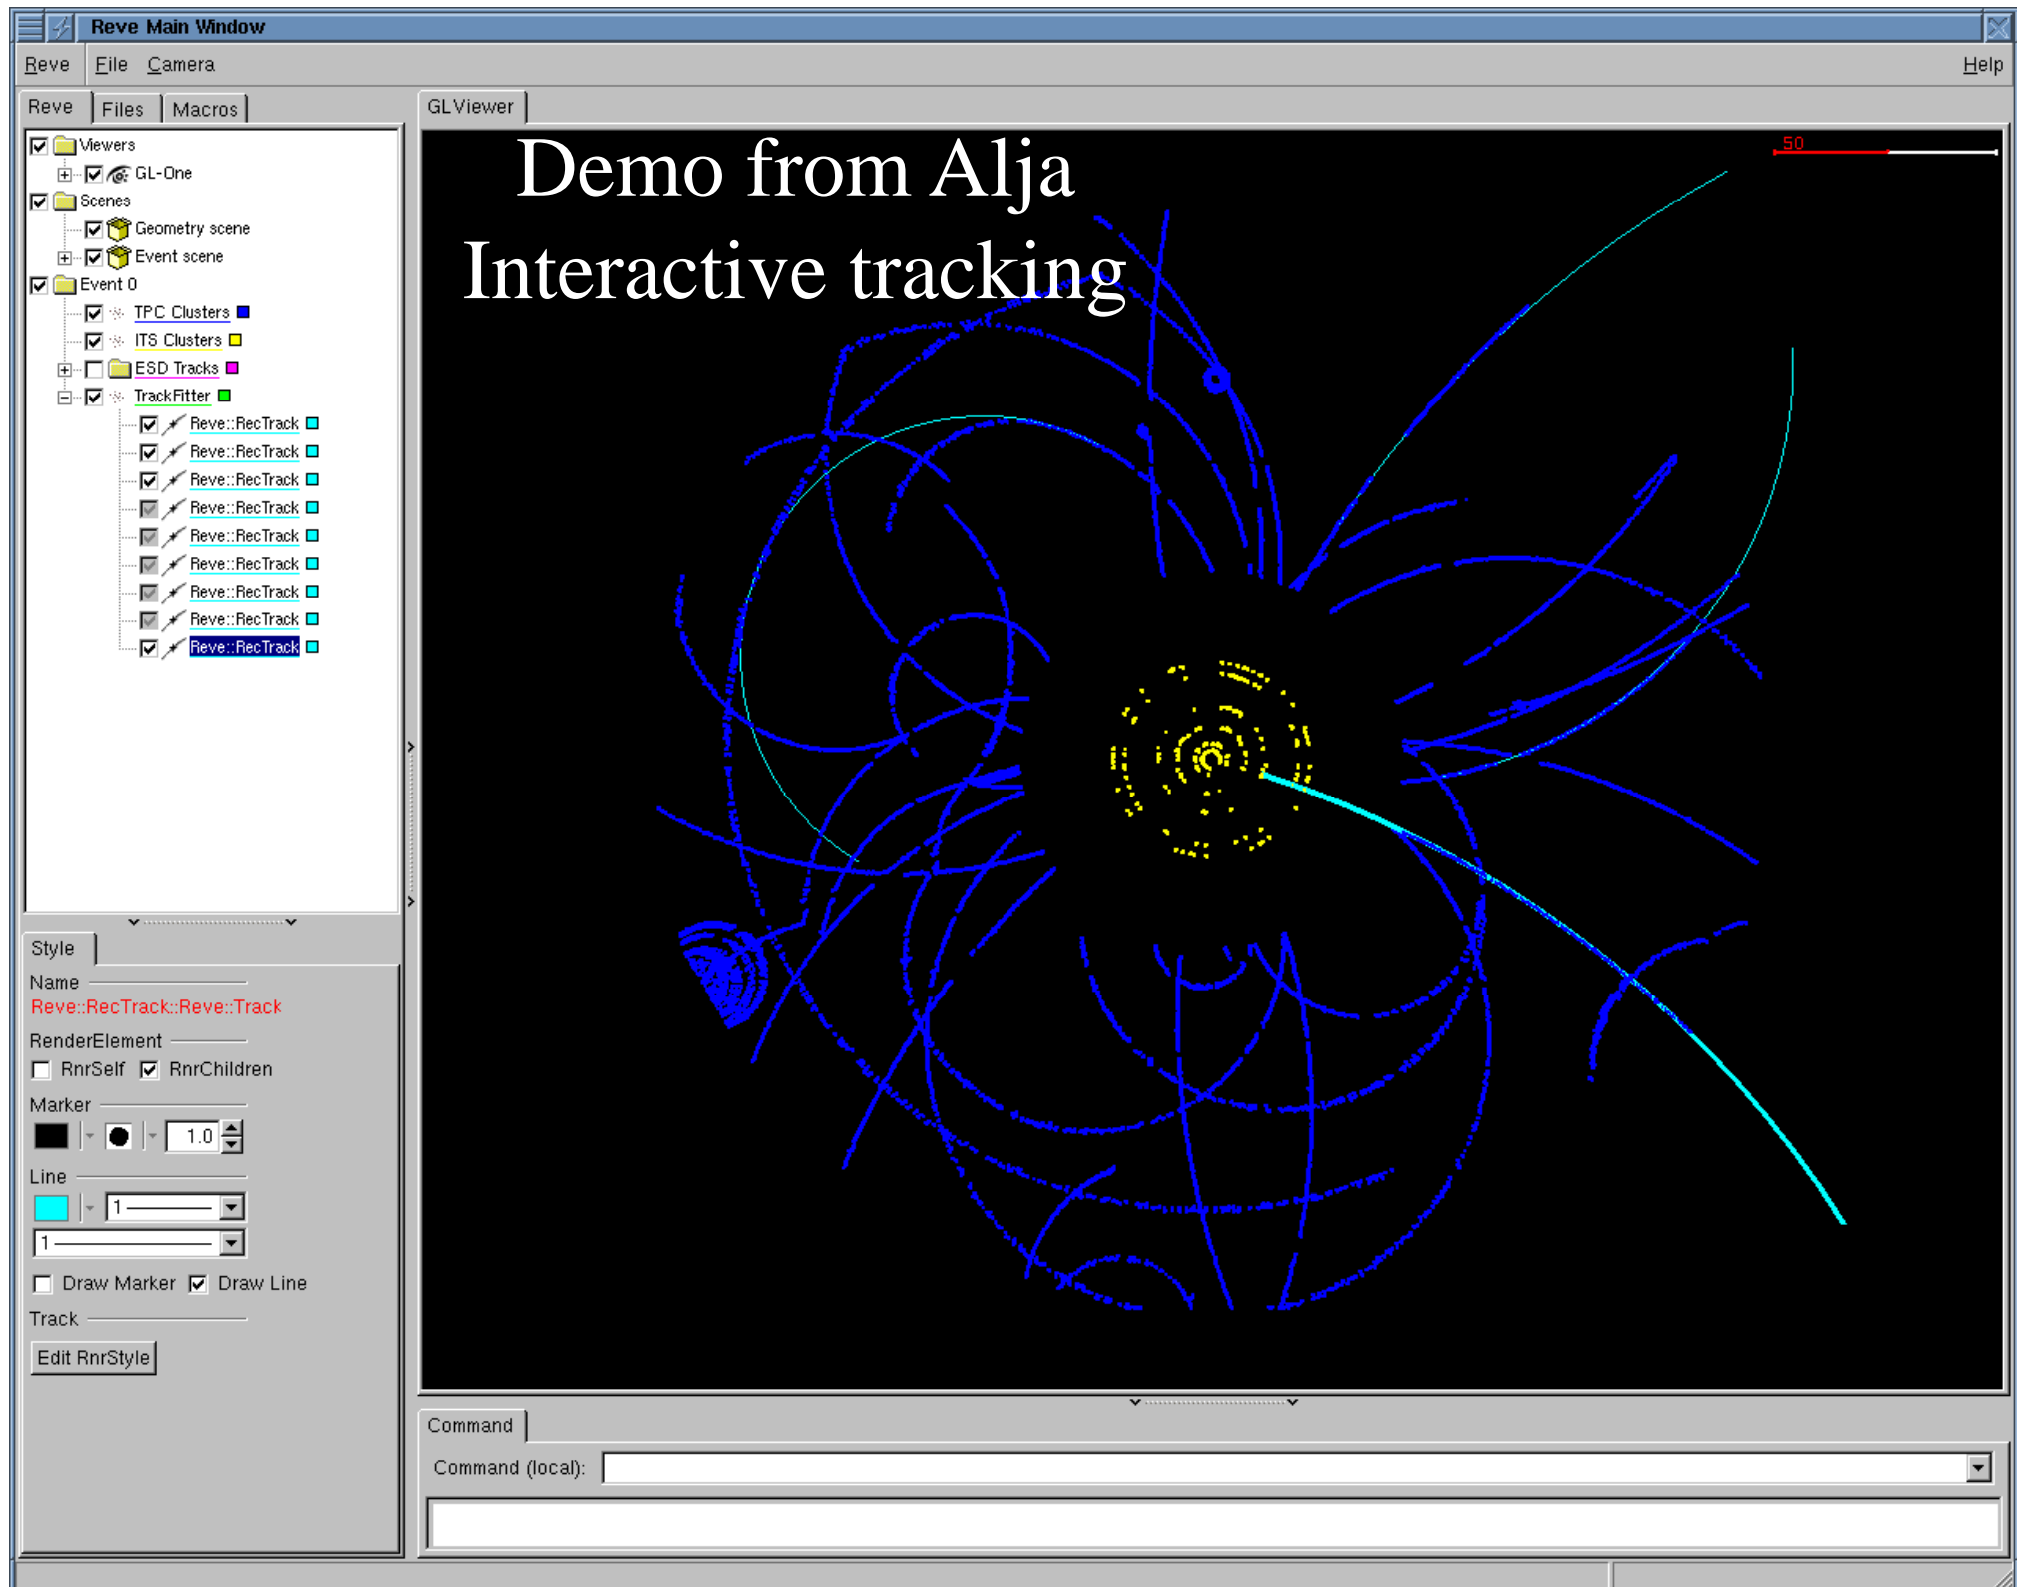 Reve Main Window
Reve File Camera Help
Reve Files Macros
GLViewer
Viewers
GL-One
Scenes
Geometry scene
Event scene
Event 0
TPC Clusters
ITS Clusters
ESD Tracks
TrackFitter
Reve::RecTrack
Reve::RecTrack
Reve::RecTrack
Reve::RecTrack
Reve::RecTrack
Reve::RecTrack
Reve::RecTrack
Reve::RecTrack
Reve::RecTrack
Demo from Alja
Interactive tracking
50
Style
Name
Reve::RecTrack::Reve::Track
RenderElement
RnrSelf RnrChildren
Marker
1.0
Line
1
1
Draw Marker Draw Line
Track
Edit RnrStyle
Command
Command (local):